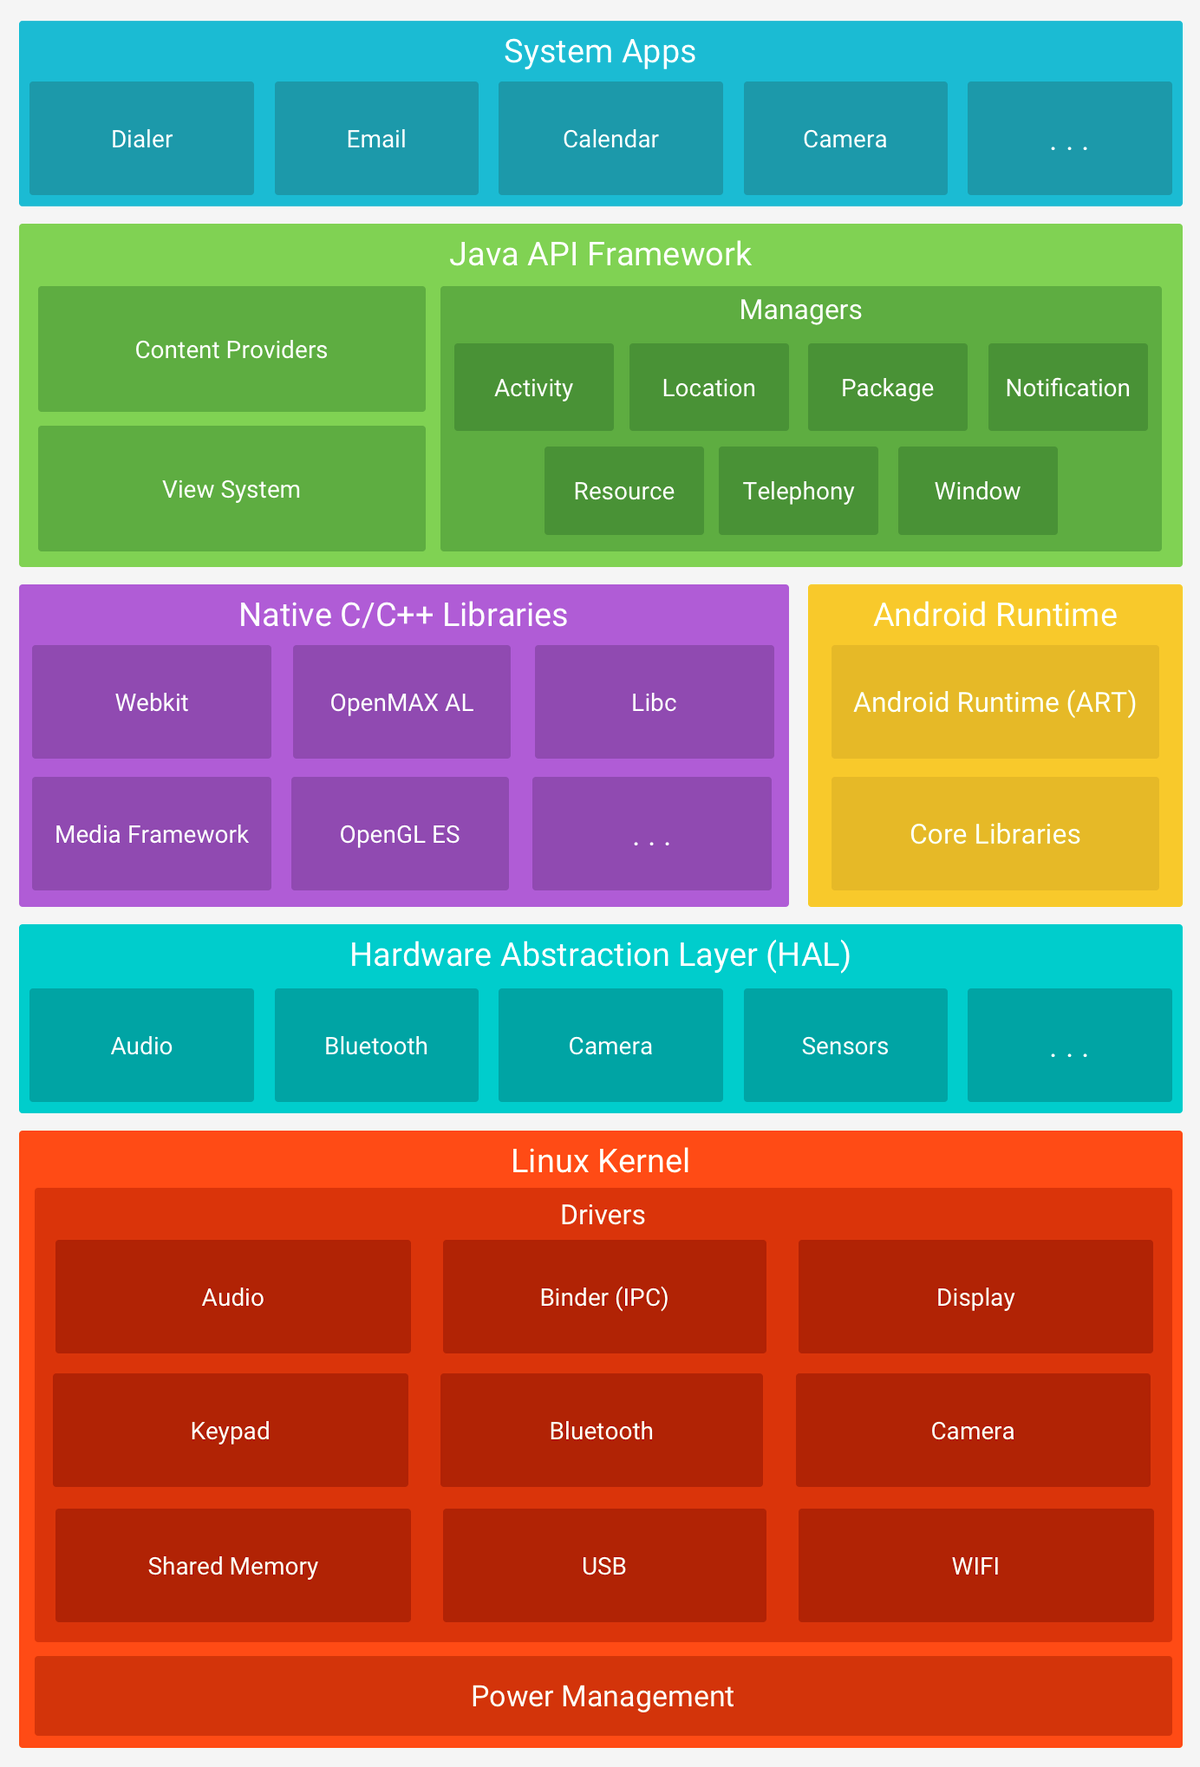 System Apps
Dialer
Email
Calendar
Camera
. . .
Java API Framework
Content Providers
View System
Managers
Activity
Location
Package
Notification
Resource
Telephony
Window
Native C/C++ Libraries
Webkit
OpenMAX AL
Libc
Media Framework
OpenGL ES
. . .
Android Runtime
Android Runtime (ART)
Core Libraries
Hardware Abstraction Layer (HAL)
Audio
Bluetooth
Camera
Sensors
. . .
Linux Kernel
Drivers
Audio
Binder (IPC)
Display
Keypad
Bluetooth
Camera
Shared Memory
USB
WIFI
Power Management